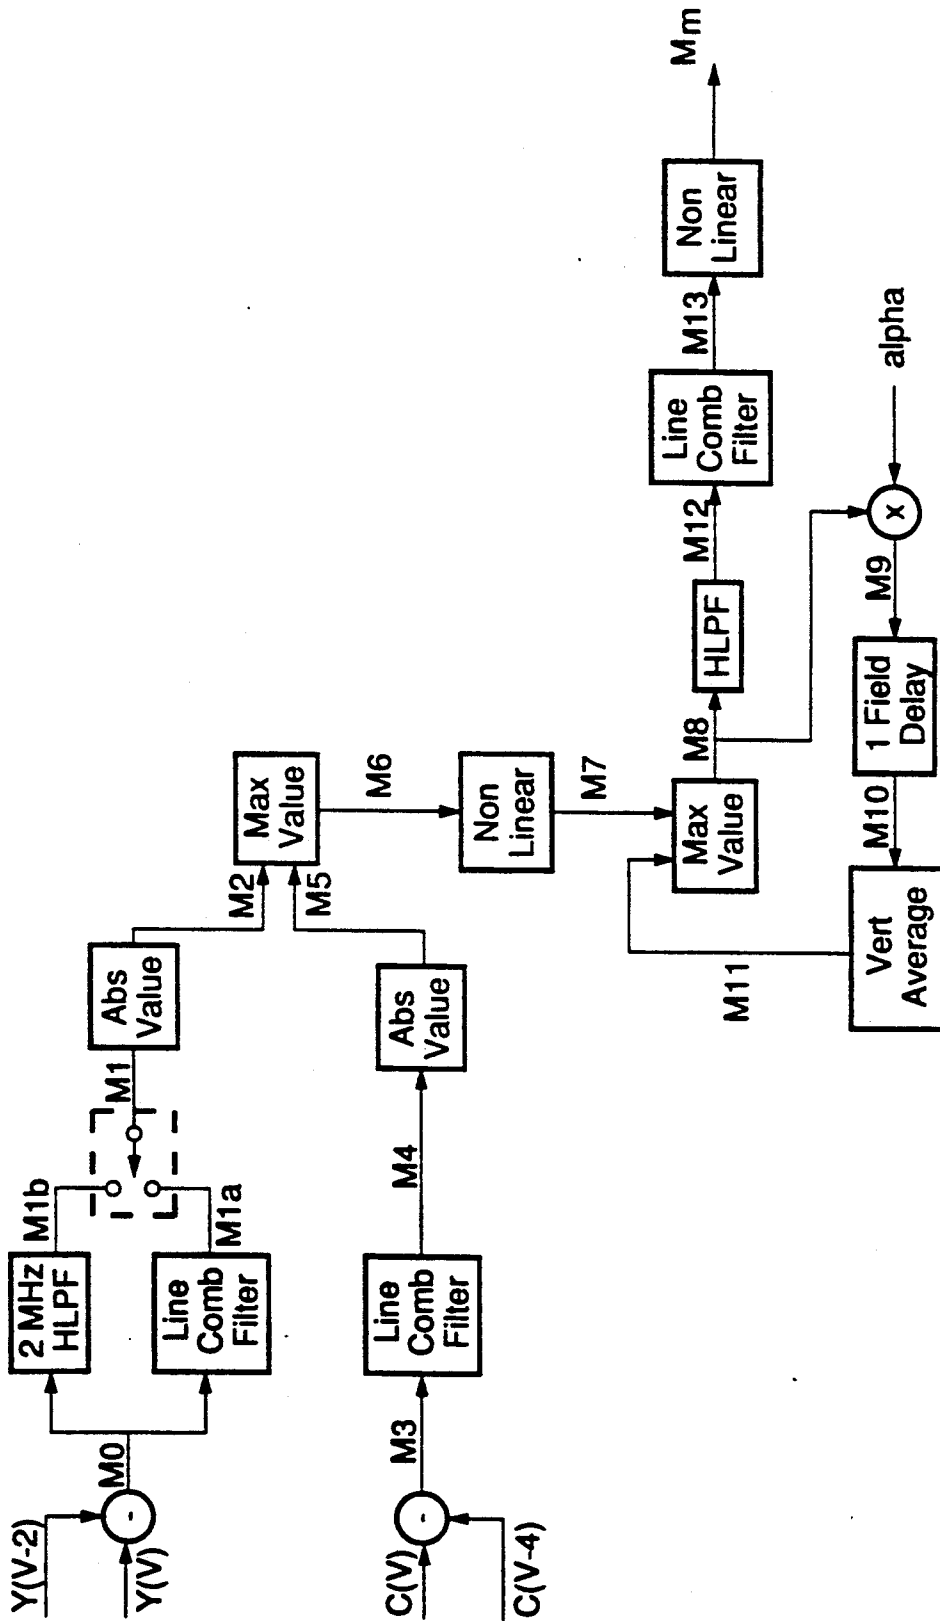 Y(V-2)
Y(V)
M0
2 MHz
HLPF
M1b
Line
Comb
Filter
M1a
M1
Abs
Value
M2
C(V)
C(V-4)
-
-
M3
Line
Comb
Filter
M4
Abs
Value
M5
Max
Value
M6
Non
Linear
M7
Max
Value
M8
HLPF
M12
Line
Comb
Filter
M13
Non
Linear
Mm
alpha
x
M9
1 Field
Delay
M10
Vert
Average
M11